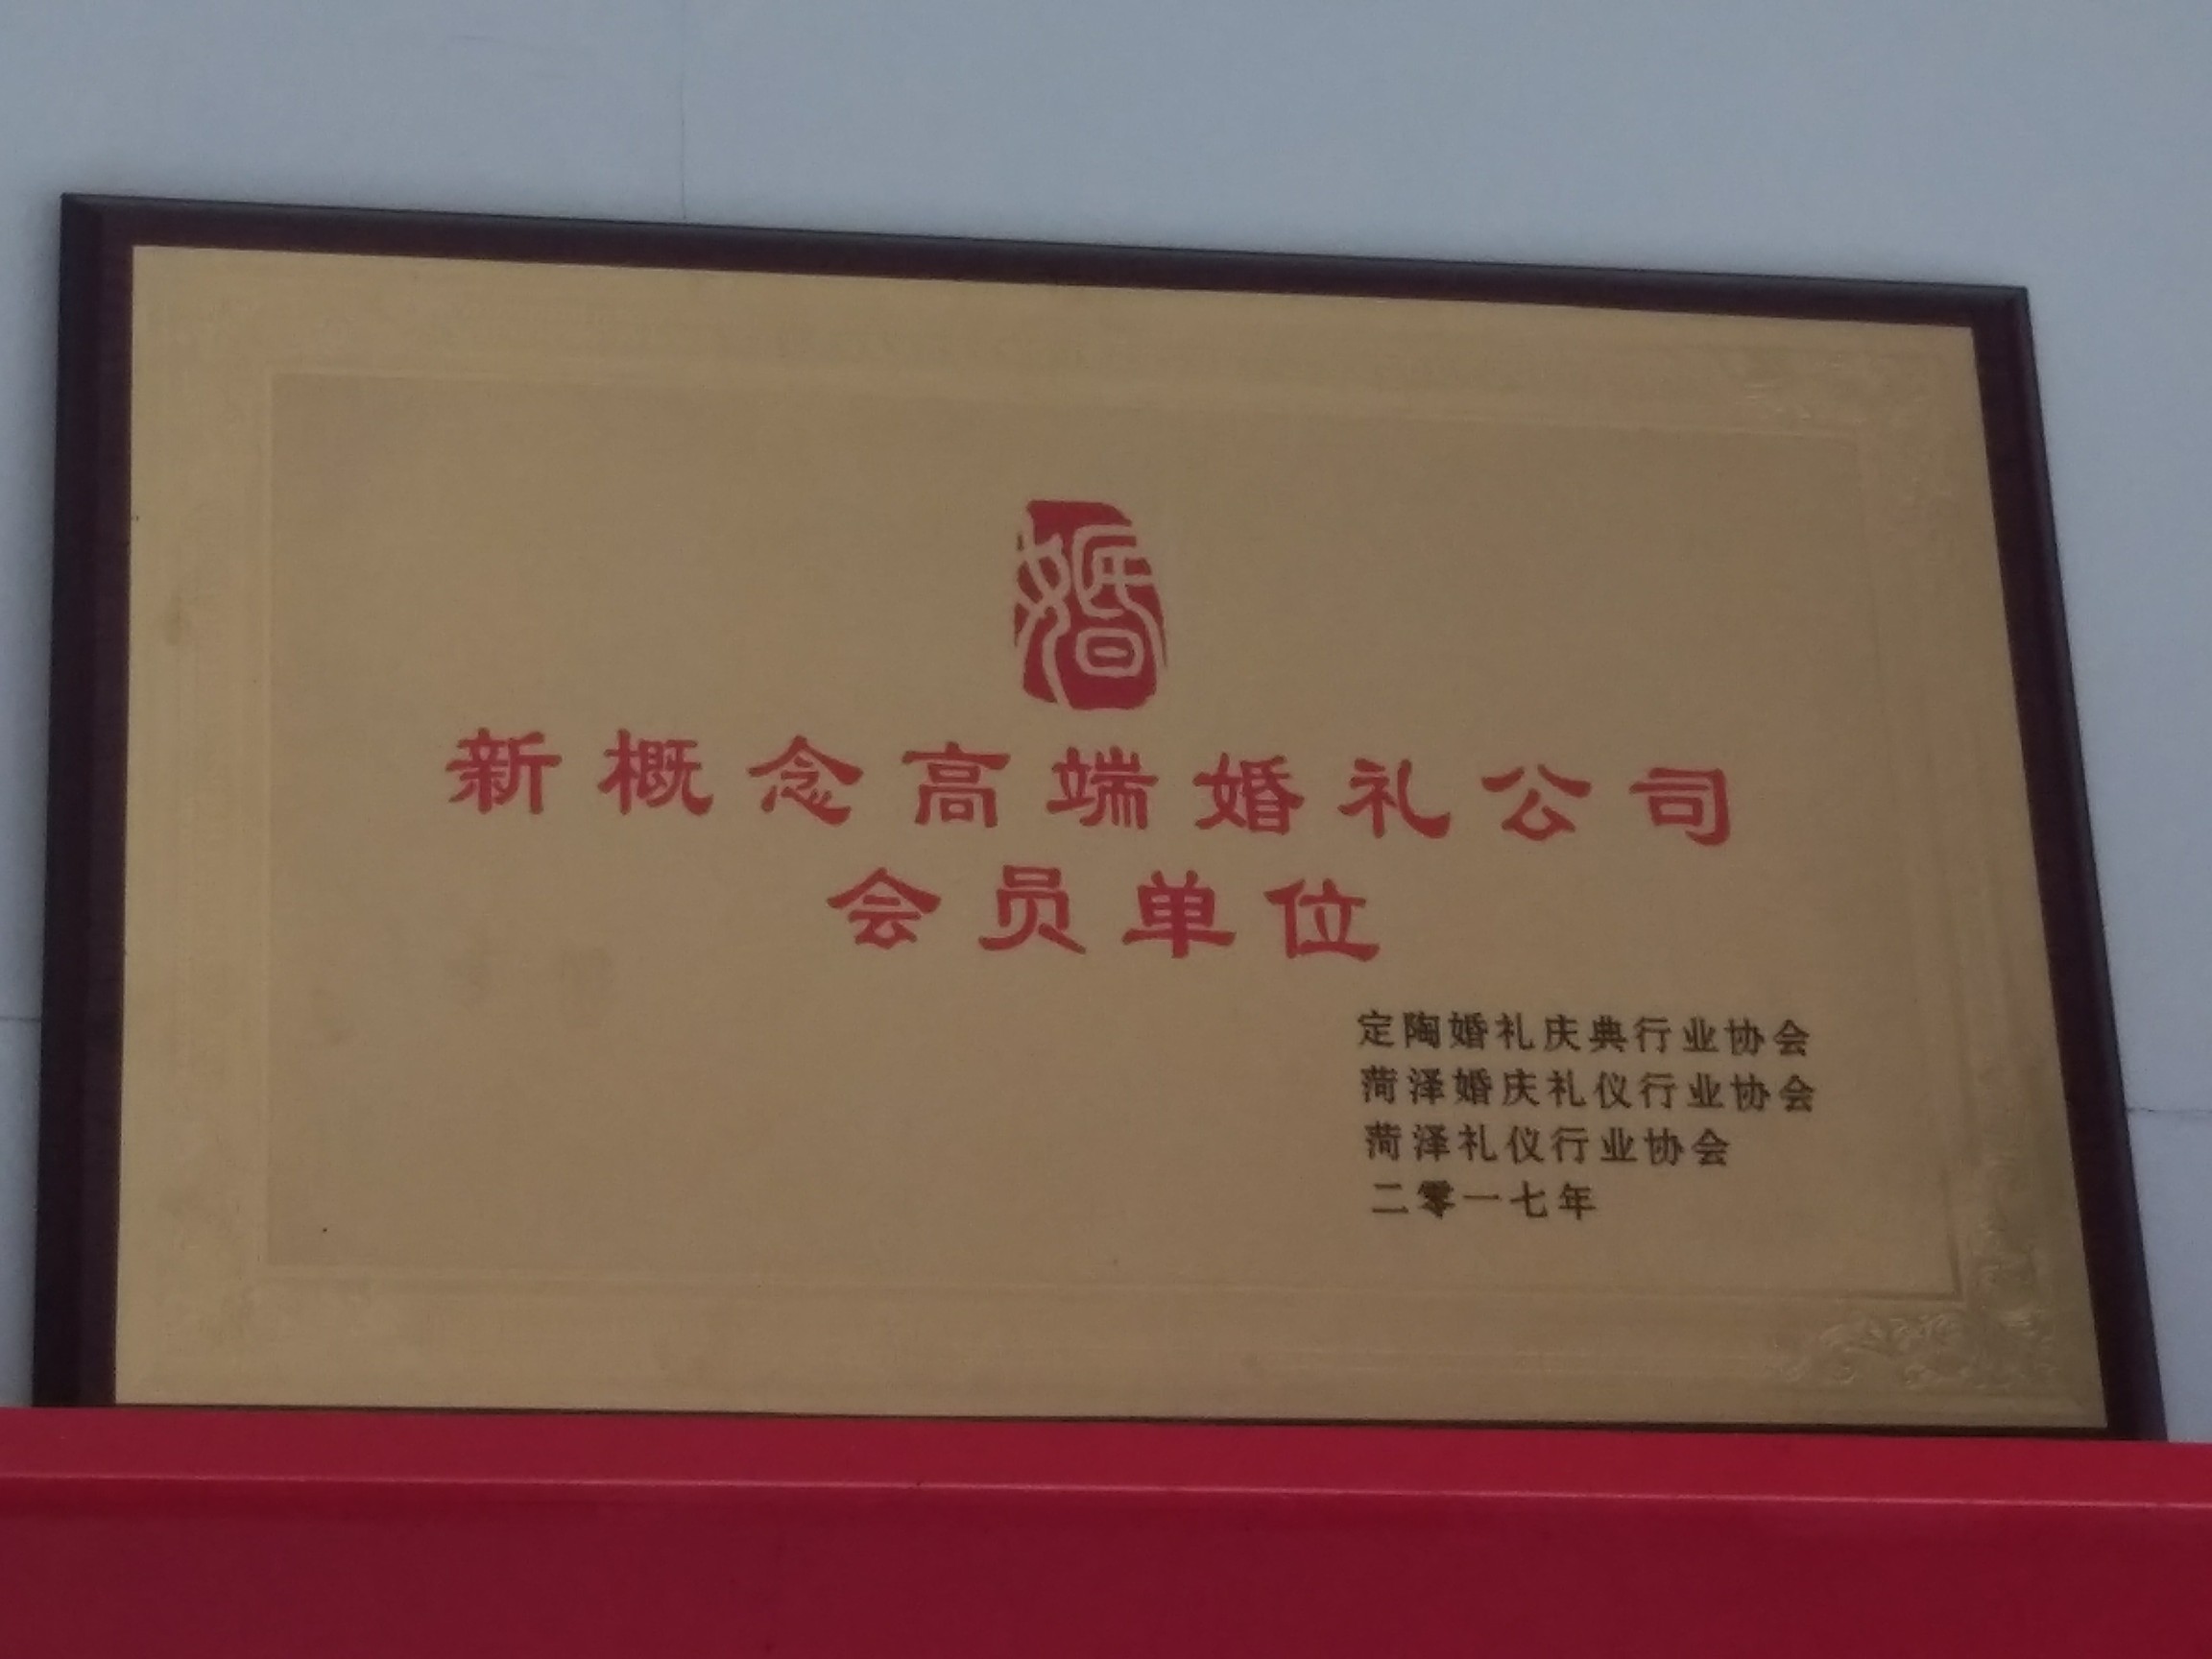 婚
新概念高端婚礼公司
会员单位
定陶婚礼庆典行业协会
菏泽婚庆礼仪行业协会
菏泽礼仪行业协会
二零一七年